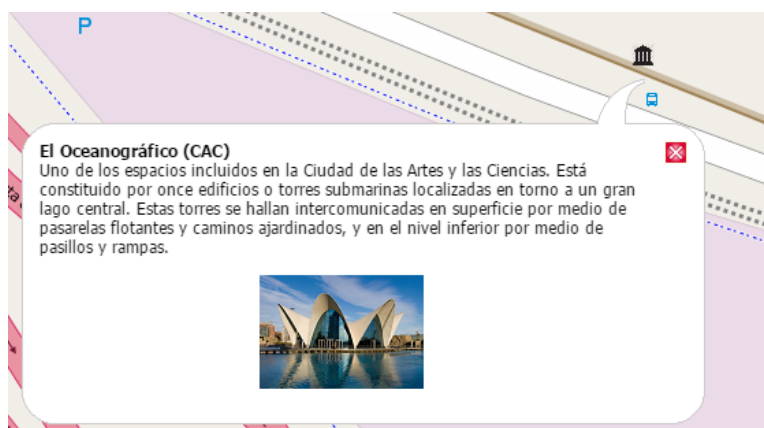 P
El Oceanográfico (CAC)
Uno de los espacios incluidos en la Ciudad de las Artes y las Ciencias. Está
constituido por once edificios o torres submarinas localizadas en torno a un gran
lago central. Estas torres se hallan intercomunicadas en superficie por medio de
pasarelas flotantes y caminos ajardinados, y en el nivel inferior por medio de
pasillos y rampas.